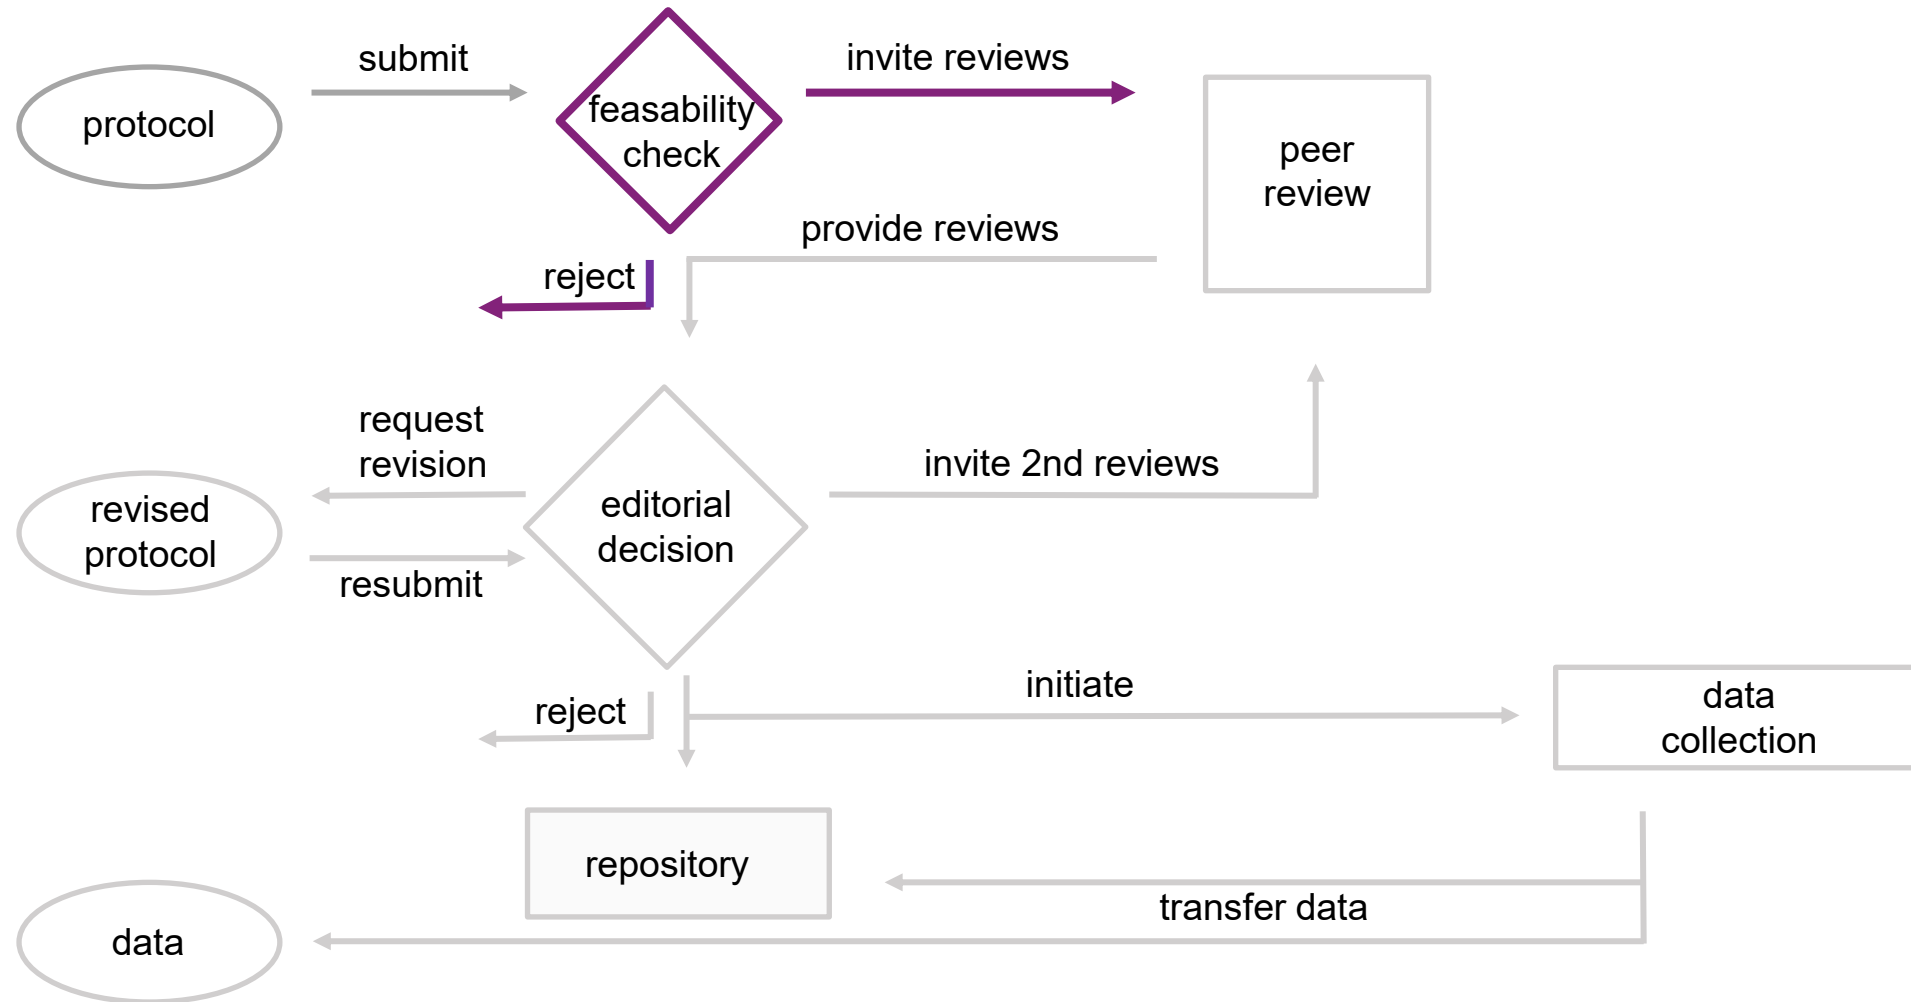 submit
invite reviews
protocol
feasability
check
peer
review
provide reviews
reject
request
revision
invite 2nd reviews
revised
protocol
editorial
decision
resubmit
initiate
reject
data
collection
repository
transfer data
data